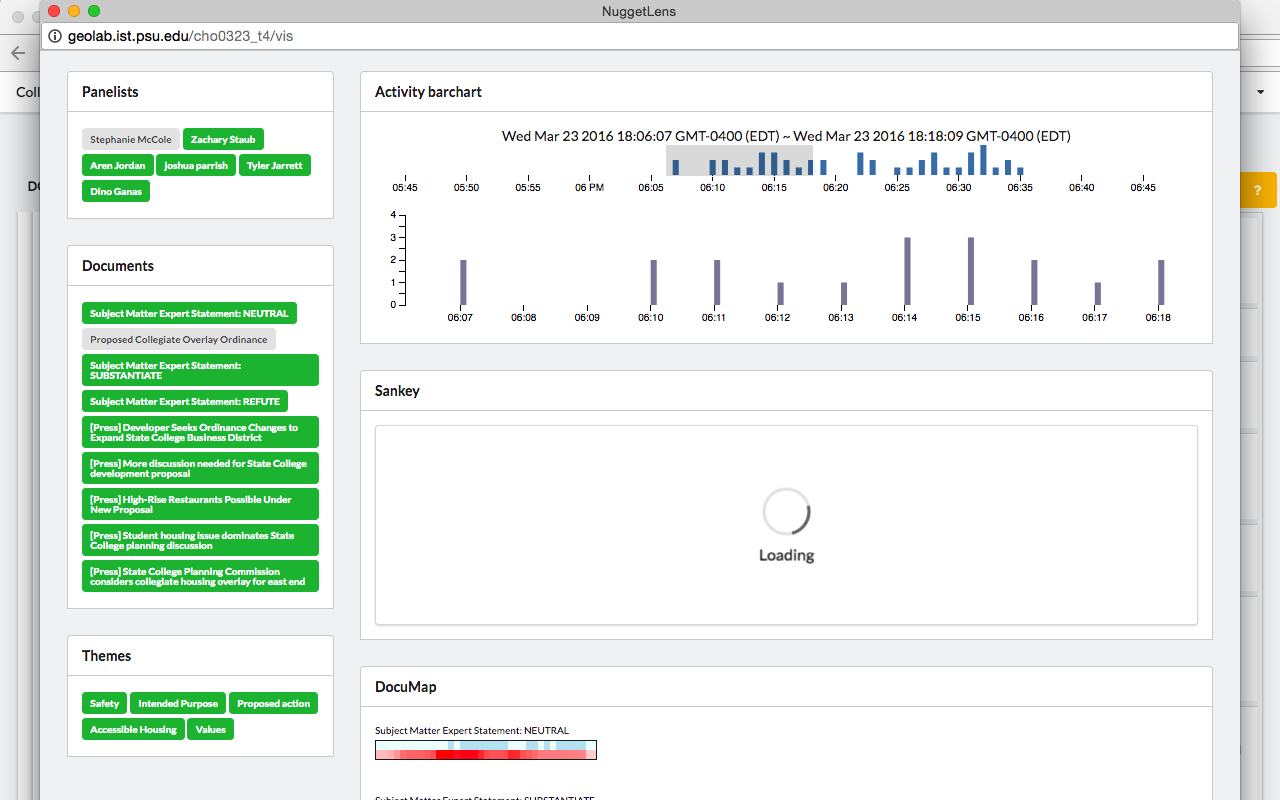 NuggetLens
geolab.ist.psu.edu/cho0323_t4/vis
Coll
?
Panelists
Stephanie McCole
Zachary Staub
Aren Jordan
joshua parrish
Tyler Jarrett
Dino Ganas
Documents
Subject Matter Expert Statement: NEUTRAL
Proposed Collegiate Overlay Ordinance
Subject Matter Expert Statement:
SUBSTANTIATE
Subject Matter Expert Statement: REFUTE
[Press] Developer Seeks Ordinance Changes to
Expand State College Business District
[Press] More discussion needed for State College
development proposal
[Press] High-Rise Restaurants Possible Under
New Proposal
[Press] Student housing issue dominates State
College planning discussion
[Press] State College Planning Commission
considers collegiate housing overlay for east end
Themes
Safety
Intended Purpose
Proposed action
Accessible Housing
Values
Activity barchart
Wed Mar 23 2016 18:06:07 GMT-0400 (EDT) ~ Wed Mar 23 2016 18:18:09 GMT-0400 (EDT)
05:45 05:50 05:55 06 PM 06:05 06:10 06:15 06:20 06:25 06:30 06:35 06:40 06:45
4
3
2
1
0
06:07 06:08 06:09 06:10 06:11 06:12 06:13 06:14 06:15 06:16 06:17 06:18
Sankey
Loading
DocuMap
Subject Matter Expert Statement: NEUTRAL
Subject Matter Expert Statement: SUBSTANTIATE